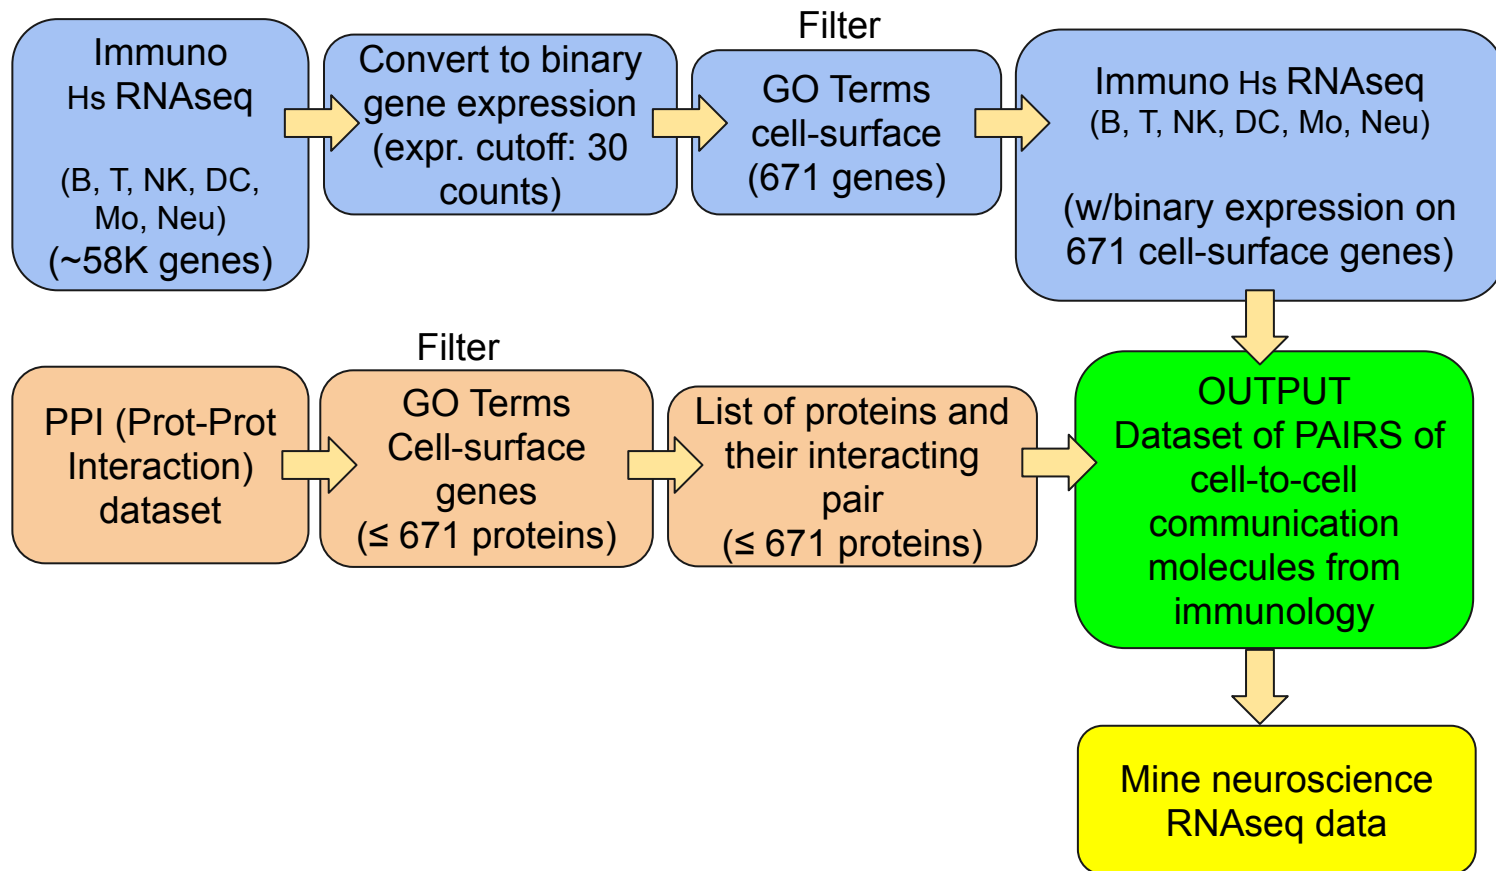 Immuno
Hs RNAseq
(B, T, NK, DC,
Mo, Neu)
(~58K genes)
Convert to binary
gene expression
(expr. cutoff: 30
counts)
Filter
GO Terms
cell-surface
(671 genes)
Immuno Hs RNAseq
(B, T, NK, DC, Mo, Neu)
(w/binary expression on
671 cell-surface genes)
PPI (Prot-Prot
Interaction)
dataset
Filter
GO Terms
Cell-surface
genes
(≤ 671 proteins)
List of proteins and
their interacting
pair
(≤ 671 proteins)
OUTPUT
Dataset of PAIRS of
cell-to-cell
communication
molecules from
immunology
Mine neuroscience
RNAseq data